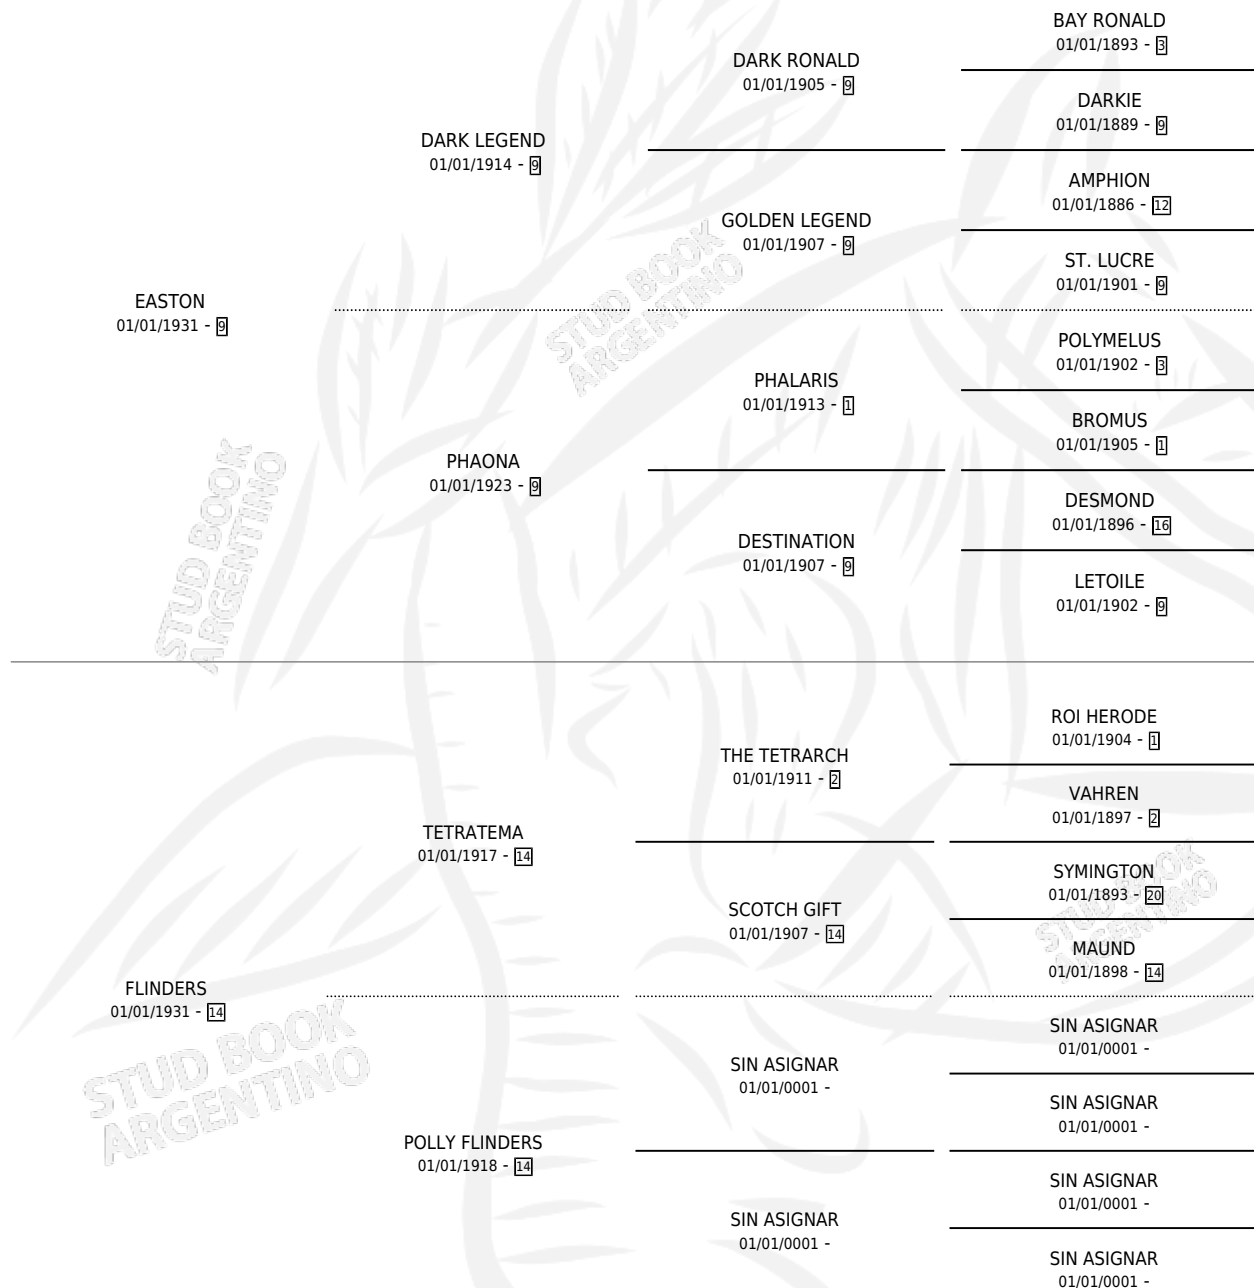 BAY RONALD
01/01/1893 - 3
DARK RONALD
01/01/1905 - 9
DARKIE
01/01/1889 - 9
DARK LEGEND
01/01/1914 - 9
AMPHION
01/01/1886 - 12
GOLDEN LEGEND
01/01/1907 - 9
ST. LUCRE
01/01/1901 - 9
EASTON
01/01/1931 - 9
POLYMELUS
01/01/1902 - 3
PHALARIS
01/01/1913 - 1
BROMUS
01/01/1905 - 1
PHAONA
01/01/1923 - 9
DESMOND
01/01/1896 - 16
DESTINATION
01/01/1907 - 9
LETOILE
01/01/1902 - 9
ROI HERODE
01/01/1904 - 1
THE TETRARCH
01/01/1911 - 2
VAHREN
01/01/1897 - 2
TETRATEMA
01/01/1917 - 14
SYMINGTON
01/01/1893 - 20
SCOTCH GIFT
01/01/1907 - 14
MAUND
01/01/1898 - 14
FLINDERS
01/01/1931 - 14
SIN ASIGNAR
01/01/0001 -
SIN ASIGNAR
01/01/0001 -
SIN ASIGNAR
01/01/0001 -
POLLY FLINDERS
01/01/1918 - 14
SIN ASIGNAR
01/01/0001 -
SIN ASIGNAR
01/01/0001 -
SIN ASIGNAR
01/01/0001 -
STUD BOOK
ARGENTINO
STUD BOOK
ARGENTINO
STUD BOOK
ARGENTINO
STUD BOOK
ARGENTINO